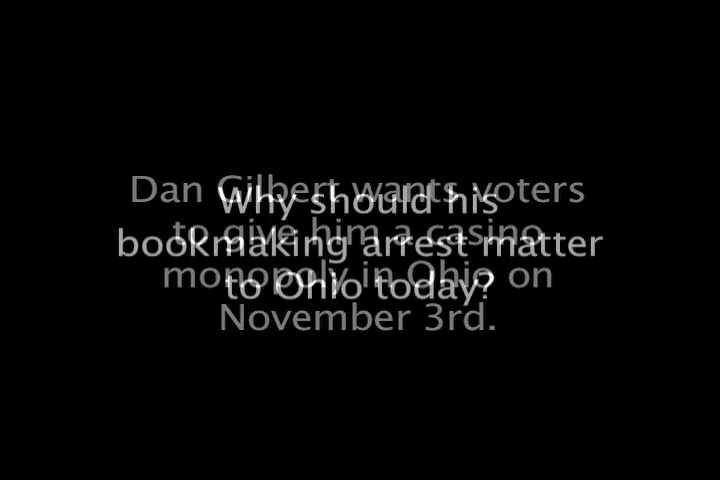 Dan Gilbert wants voters
to give him a casino
monopoly in Ohio on
November 3rd.
Why should his
bookmaking arrest matter
to Ohio today?